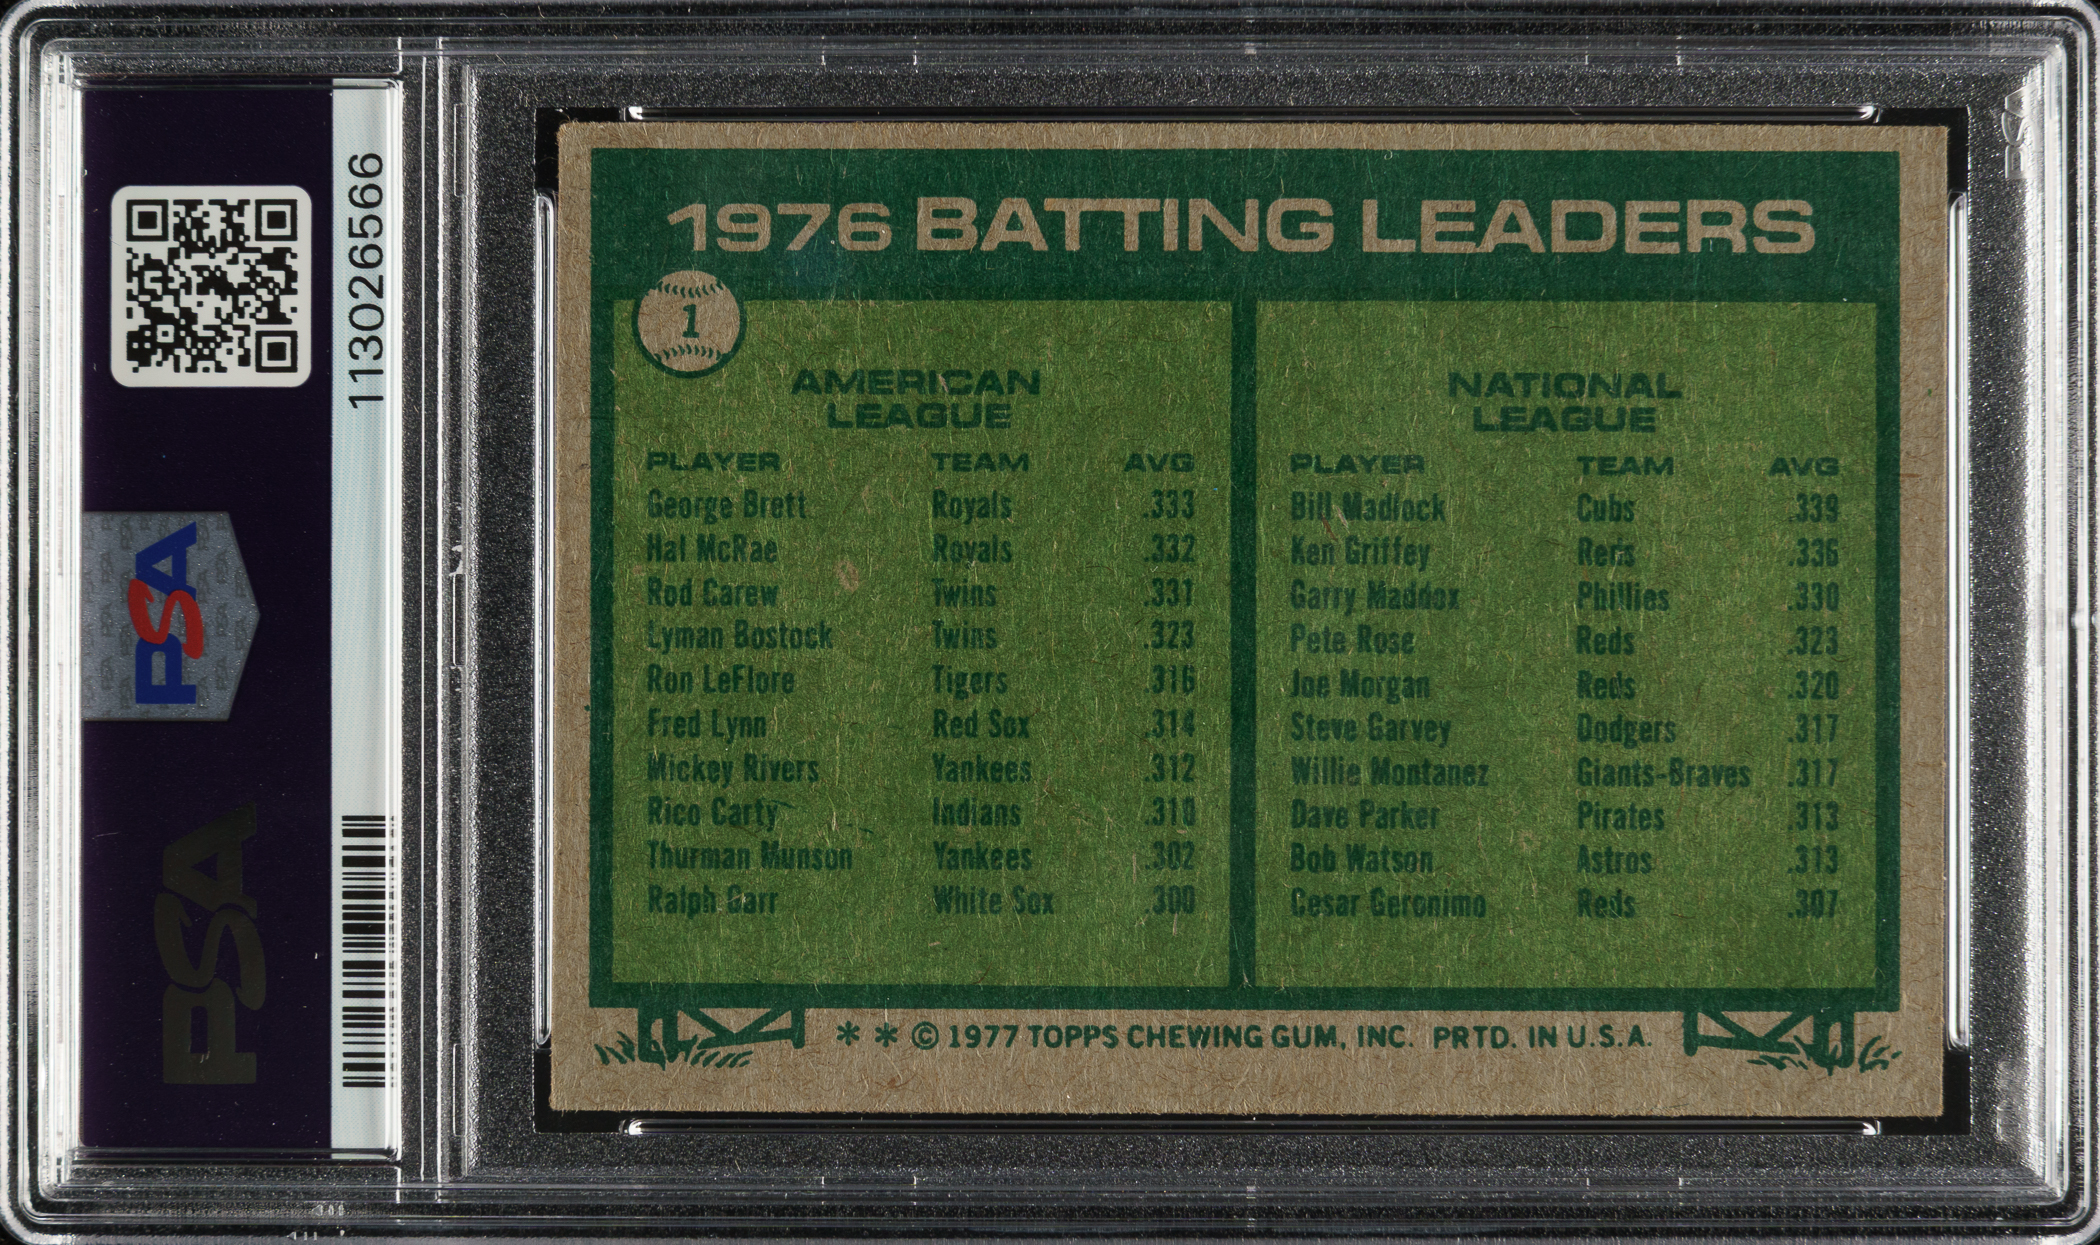 113026566
PSA
PSA
PSA
1976 BATTING LEADERS
1
AMERICAN
LEAGUE
PLAYER TEAM AVG
George Brett Royals .333
Hal McRae Royals .332
Rod Carew Twins .331
Lyman Bostock Twins .323
Ron LeFlore Tigers .316
Fred Lynn Red Sox .314
Mickey Rivers Yankees .312
Rico Carty Indians .310
Thurman Munson Yankees .302
Ralph Garr White Sox .300
NATIONAL
LEAGUE
PLAYER TEAM AVG
Bill Madlock Cubs .339
Ken Griffey Reds .336
Garry Maddox Phillies .330
Pete Rose Reds .323
Joe Morgan Reds .320
Steve Garvey Dodgers .317
Willie Montanez Giants-Braves .317
Dave Parker Pirates .313
Bob Watson Astros .313
Cesar Geronimo Reds .307
* * © 1977 TOPPS CHEWING GUM, INC. PRTD. IN U.S.A.